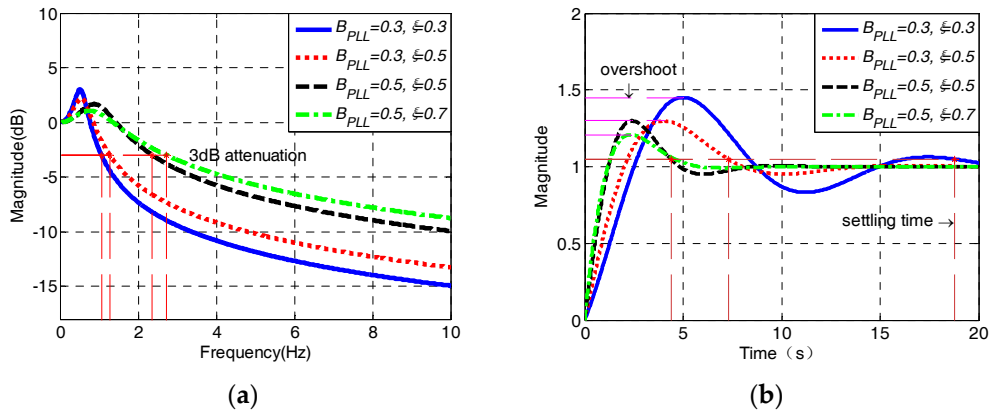 10
5
0
-5
-10
-15
Magnitude(dB)
B_PLL=0.3, ξ=0.3
B_PLL=0.3, ξ=0.5
B_PLL=0.5, ξ=0.5
B_PLL=0.5, ξ=0.7
3dB attenuation
0 2 4 6 8 10
Frequency(Hz)
(a)
2
1.5
1
0.5
0
Magnitude
B_PLL=0.3, ξ=0.3
B_PLL=0.3, ξ=0.5
B_PLL=0.5, ξ=0.5
B_PLL=0.5, ξ=0.7
overshoot
settling time→
0 5 10 15 20
Time（s）
(b)